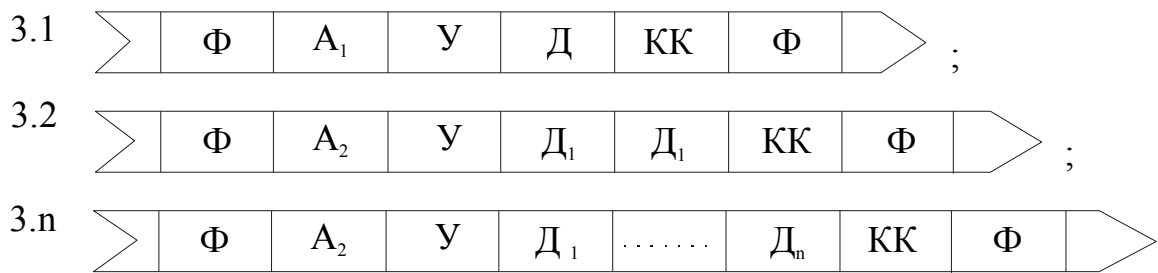 3.1 Ф А₁ У Д КК Ф ;
3.2 Ф А₂ У Д₁ Д₁ КК Ф ;
3.n Ф А₂ У Д₁ ....... Дₙ КК Ф